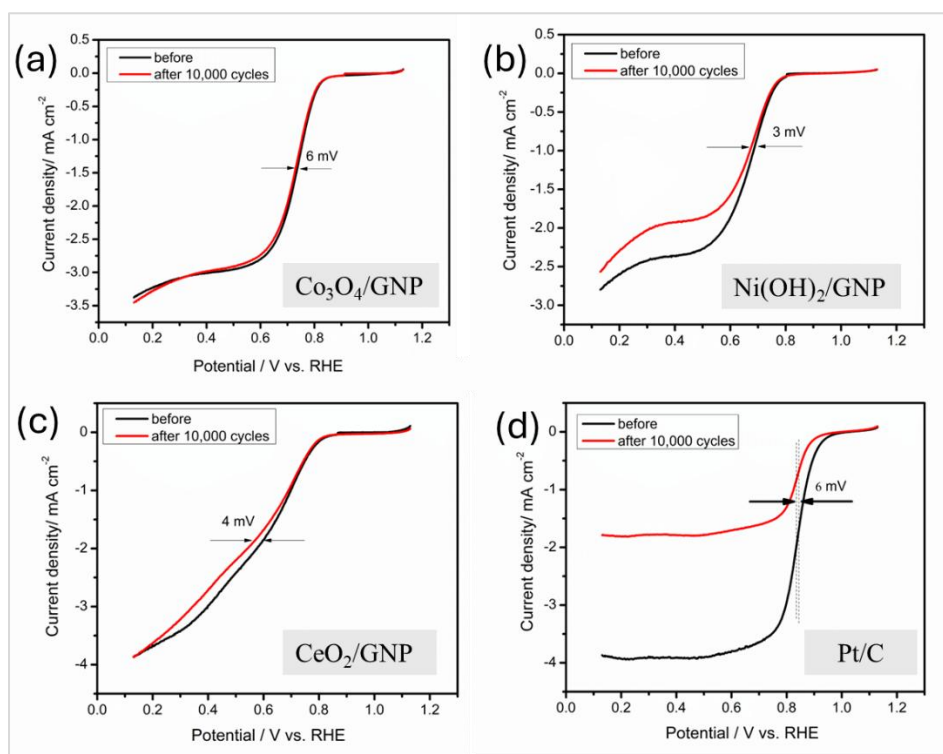 (a)
before
after 10,000 cycles
6 mV
Co₃O₄/GNP
Current density/ mA cm⁻²
0.5
0.0
-0.5
-1.0
-1.5
-2.0
-2.5
-3.0
-3.5
0.0 0.2 0.4 0.6 0.8 1.0 1.2
Potential / V vs. RHE
(b)
before
after 10,000 cycles
3 mV
Ni(OH)₂/GNP
Current density/ mA cm⁻²
0.5
0.0
-0.5
-1.0
-1.5
-2.0
-2.5
-3.0
0.0 0.2 0.4 0.6 0.8 1.0 1.2
Potential / V vs. RHE
(c)
before
after 10,000 cycles
4 mV
CeO₂/GNP
Current density/ mA cm⁻²
0
-1
-2
-3
-4
0.0 0.2 0.4 0.6 0.8 1.0 1.2
Potential / V vs. RHE
(d)
before
after 10,000 cycles
6 mV
Pt/C
Current density/ mA cm⁻²
0
-1
-2
-3
-4
0.0 0.2 0.4 0.6 0.8 1.0 1.2
Potential / V vs. RHE